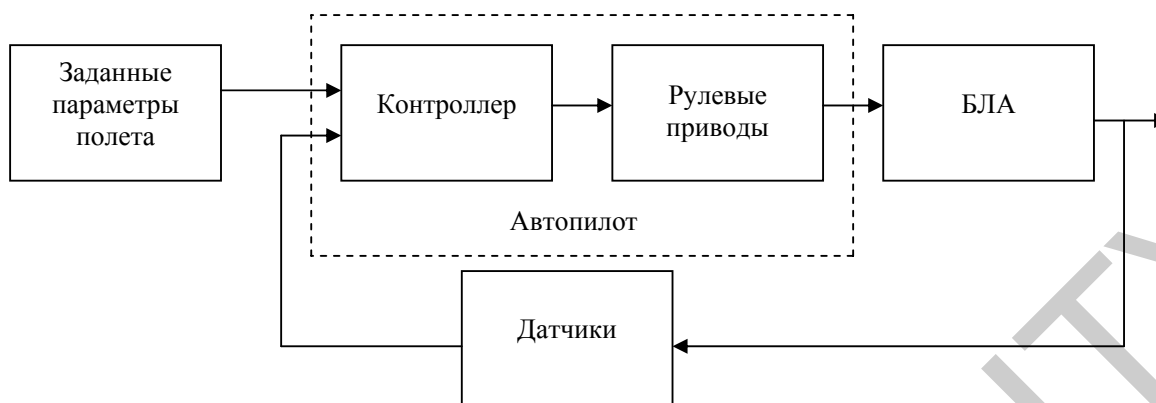 Заданные
параметры
полета
Контроллер
Рулевые
приводы
БЛА
Автопилот
Датчики